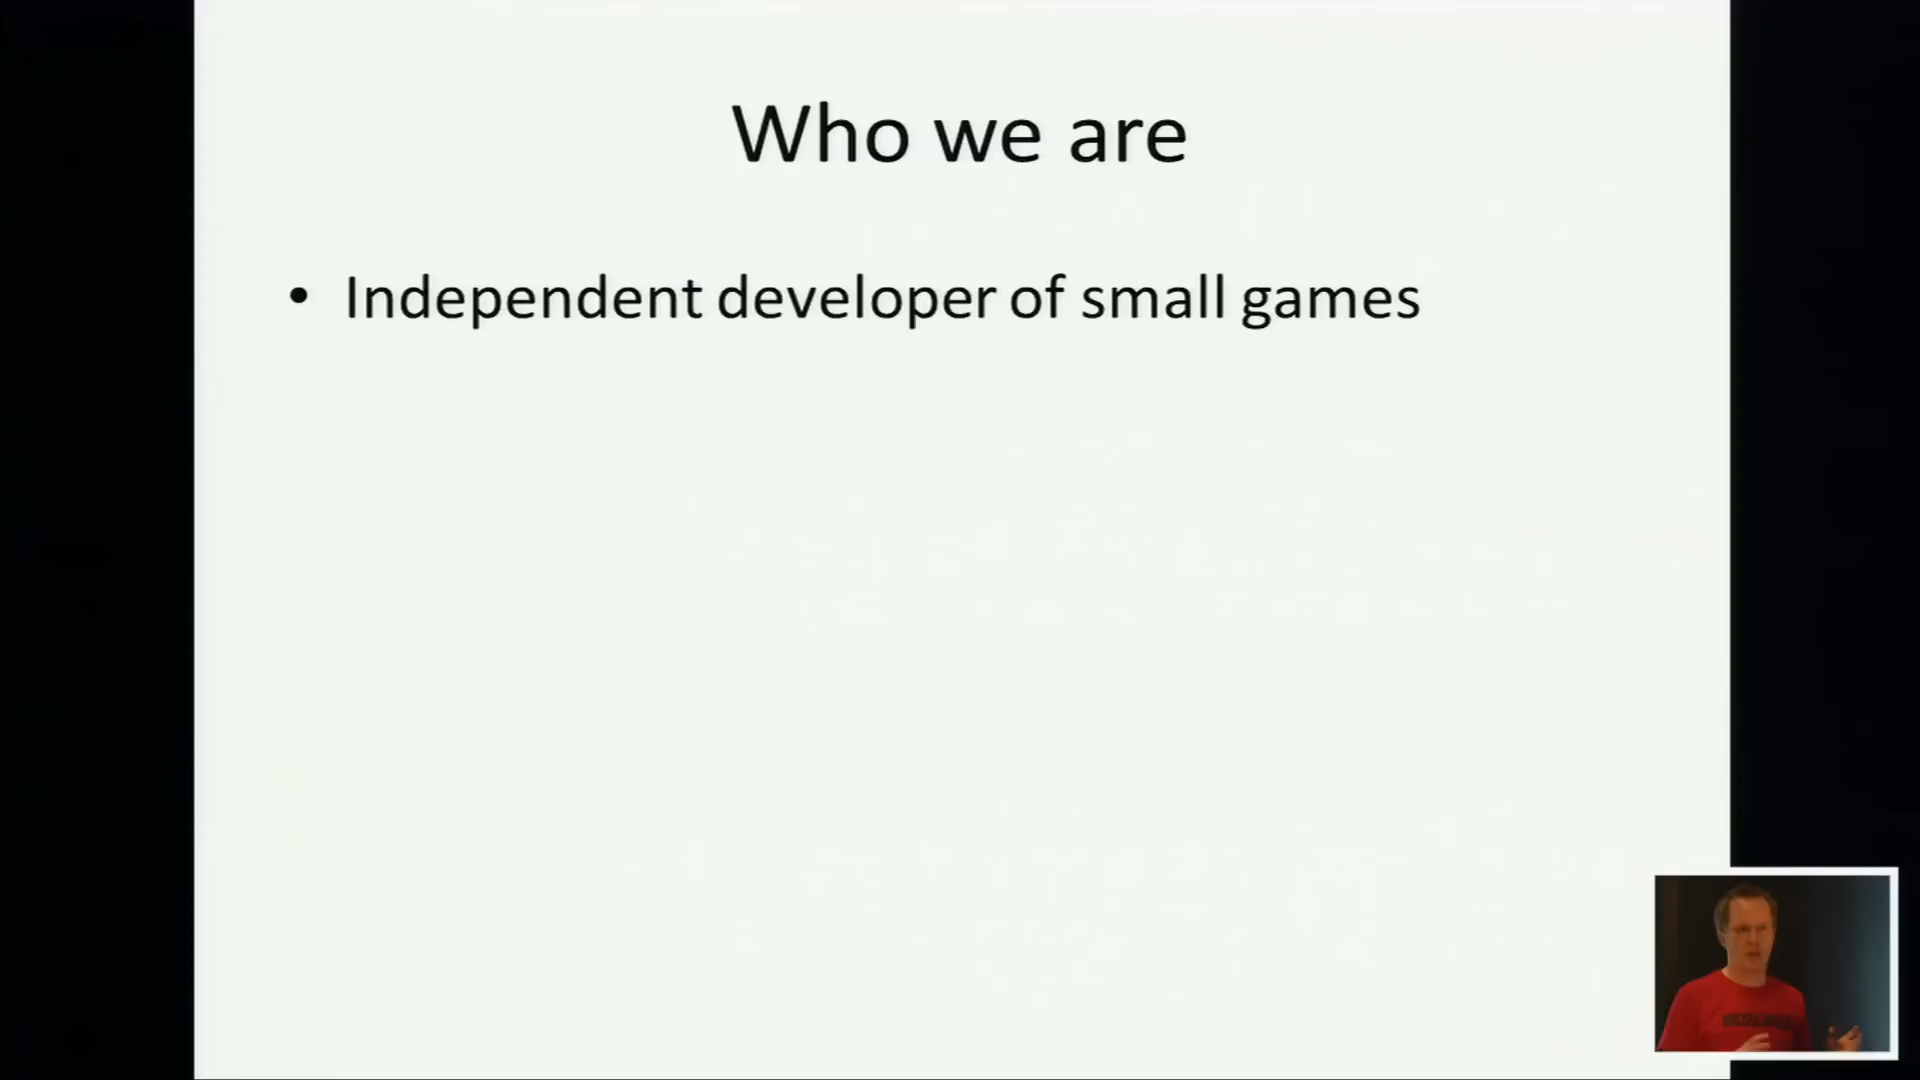 Who we are
• Independent developer of small games